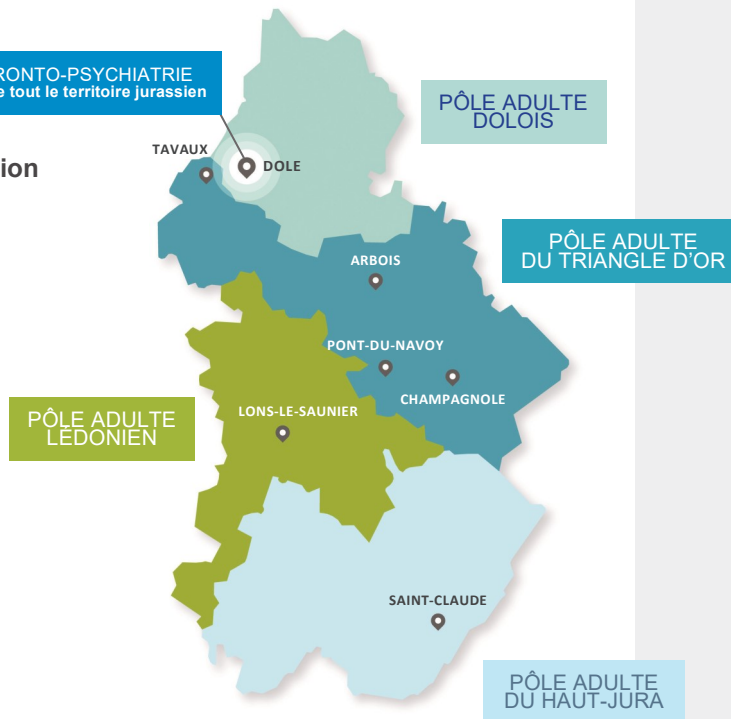 RONTO-PSYCHIATRIE
e tout le territoire jurassien
PÔLE ADULTE
DOLOIS
TAVAUX
DOLE
ion
PÔLE ADULTE
DU TRIANGLE D'OR
ARBOIS
PONT-DU-NAVOY
CHAMPAGNOLE
PÔLE ADULTE
LÉDONIEN
LONS-LE-SAUNIER
SAINT-CLAUDE
PÔLE ADULTE
DU HAUT-JURA